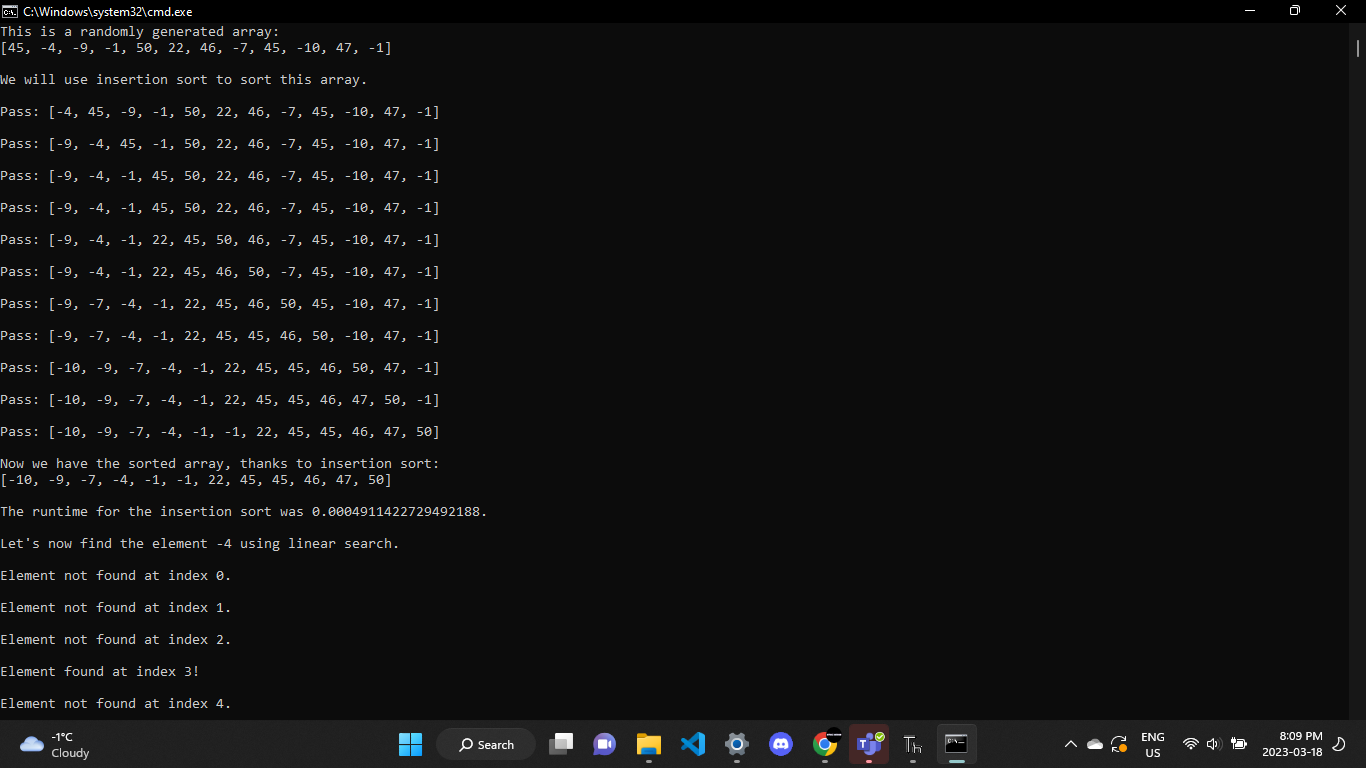 C:\Windows\system32\cmd.exe
This is a randomly generated array:
[45, -4, -9, -1, 50, 22, 46, -7, 45, -10, 47, -1]
We will use insertion sort to sort this array.
Pass: [-4, 45, -9, -1, 50, 22, 46, -7, 45, -10, 47, -1]
Pass: [-9, -4, 45, -1, 50, 22, 46, -7, 45, -10, 47, -1]
Pass: [-9, -4, -1, 45, 50, 22, 46, -7, 45, -10, 47, -1]
Pass: [-9, -4, -1, 45, 50, 22, 46, -7, 45, -10, 47, -1]
Pass: [-9, -4, -1, 22, 45, 50, 46, -7, 45, -10, 47, -1]
Pass: [-9, -4, -1, 22, 45, 46, 50, -7, 45, -10, 47, -1]
Pass: [-9, -7, -4, -1, 22, 45, 46, 50, 45, -10, 47, -1]
Pass: [-9, -7, -4, -1, 22, 45, 45, 46, 50, -10, 47, -1]
Pass: [-10, -9, -7, -4, -1, 22, 45, 45, 46, 50, 47, -1]
Pass: [-10, -9, -7, -4, -1, 22, 45, 45, 46, 47, 50, -1]
Pass: [-10, -9, -7, -4, -1, -1, 22, 45, 45, 46, 47, 50]
Now we have the sorted array, thanks to insertion sort:
[-10, -9, -7, -4, -1, -1, 22, 45, 45, 46, 47, 50]
The runtime for the insertion sort was 0.0004911422729492188.
Let's now find the element -4 using linear search.
Element not found at index 0.
Element not found at index 1.
Element not found at index 2.
Element found at index 3!
Element not found at index 4.
-1°C
Cloudy
Search
ENG
US
8:09 PM
2023-03-18